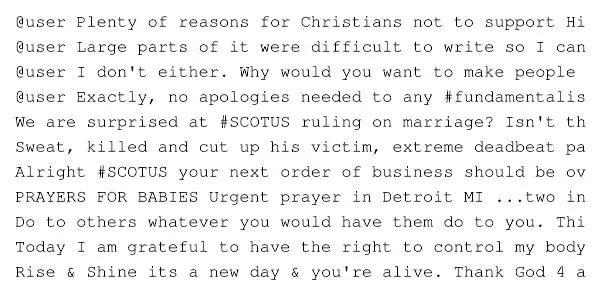 @user Plenty of reasons for Christians not to support Hi
@user Large parts of it were difficult to write so I can
@user I don't either. Why would you want to make people
@user Exactly, no apologies needed to any #fundamentalis
We are surprised at #SCOTUS ruling on marriage? Isn't th
Sweat, killed and cut up his victim, extreme deadbeat pa
Alright #SCOTUS your next order of business should be ov
PRAYERS FOR BABIES Urgent prayer in Detroit MI ...two in
Do to others whatever you would have them do to you. Thi
Today I am grateful to have the right to control my body
Rise & Shine its a new day & you're alive. Thank God 4 a